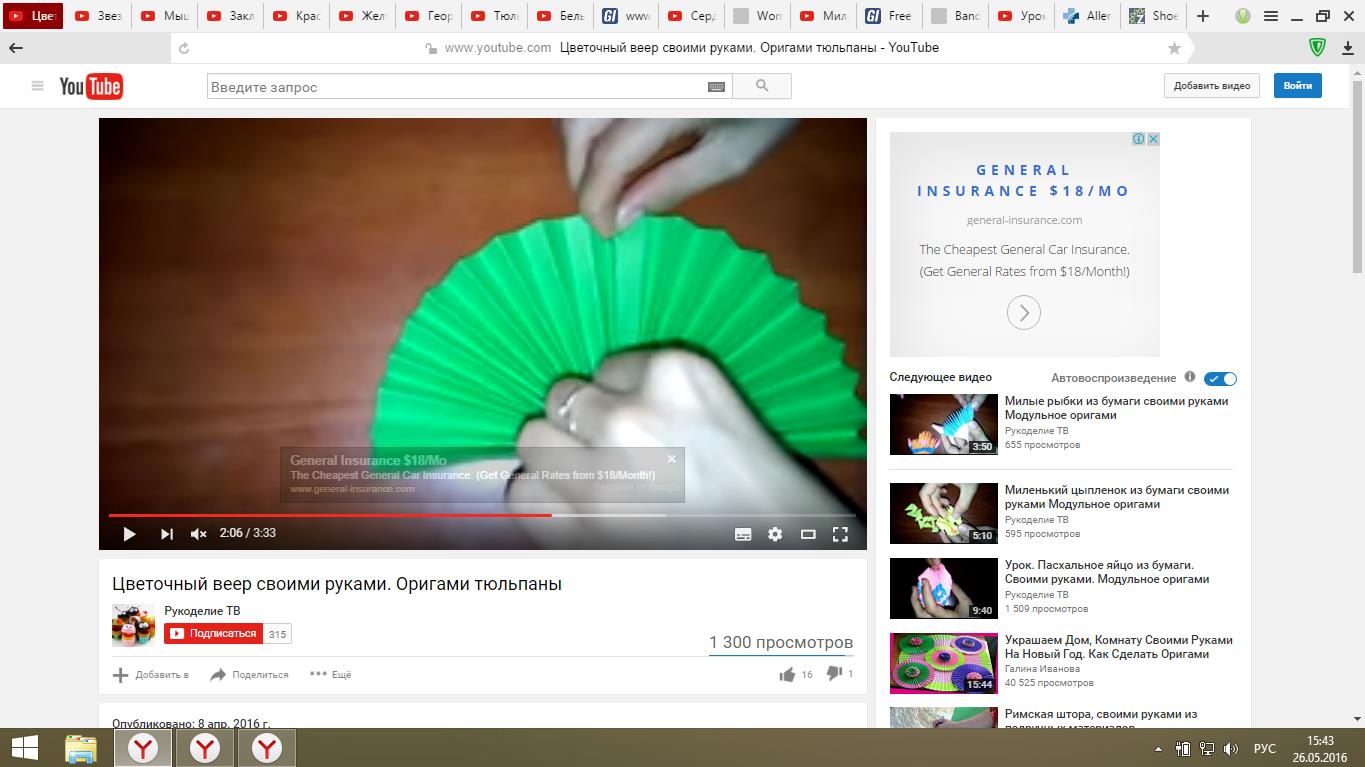 Цвет
Звез
Мыш
Закл
Крас
Желт
Геор
Тюль
Бель
www
Серд
Won
Мил
Free
Banc
Урок
Aller
Shoe
www.youtube.com Цветочный веер своими руками. Оригами тюльпаны - YouTube
YouTube
Введите запрос
Добавить видео
Войти
General Insurance $18/Mo
The Cheapest General Car Insurance. (Get General Rates from $18/Month!)
www.general-insurance.com
2:06 / 3:33
Цветочный веер своими руками. Оригами тюльпаны
Рукоделие ТВ
Подписаться 315
1 300 просмотров
Добавить в Поделиться Ещё
16 1
Опубликовано: 8 апр. 2016 г.
GENERAL
INSURANCE $18/MO
general-insurance.com
The Cheapest General Car Insurance.
(Get General Rates from $18/Month!)
Следующее видео Автовоспроизведение
Милые рыбки из бумаги своими руками
Модульное оригами
Рукоделие ТВ
655 просмотров
3:50
Миленький цыпленок из бумаги своими
руками Модульное оригами
Рукоделие ТВ
595 просмотров
5:10
Урок. Пасхальное яйцо из бумаги.
Своими руками. Модульное оригами
Рукоделие ТВ
1 509 просмотров
9:40
Украшаем Дом, Комнату Своими Руками
На Новый Год. Как Сделать Оригами
Галина Иванова
40 525 просмотров
15:44
Римская штора, своими руками из
подручных материалов
РУС
15:43
26.05.2016